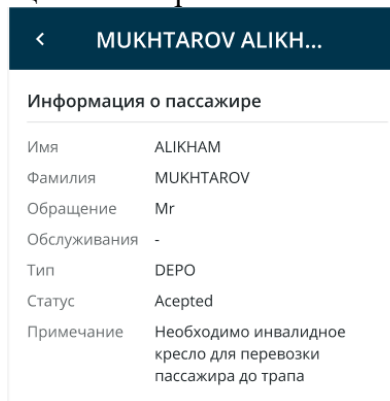 < MUKHTAROV ALIKH...
Информация о пассажире
Имя ALIKHAM
Фамилия MUKHTAROV
Обращение Mr
Обслуживания -
Тип DEPO
Статус Acepted
Примечание Необходимо инвалидное
кресло для перевозки
пассажира до трапа